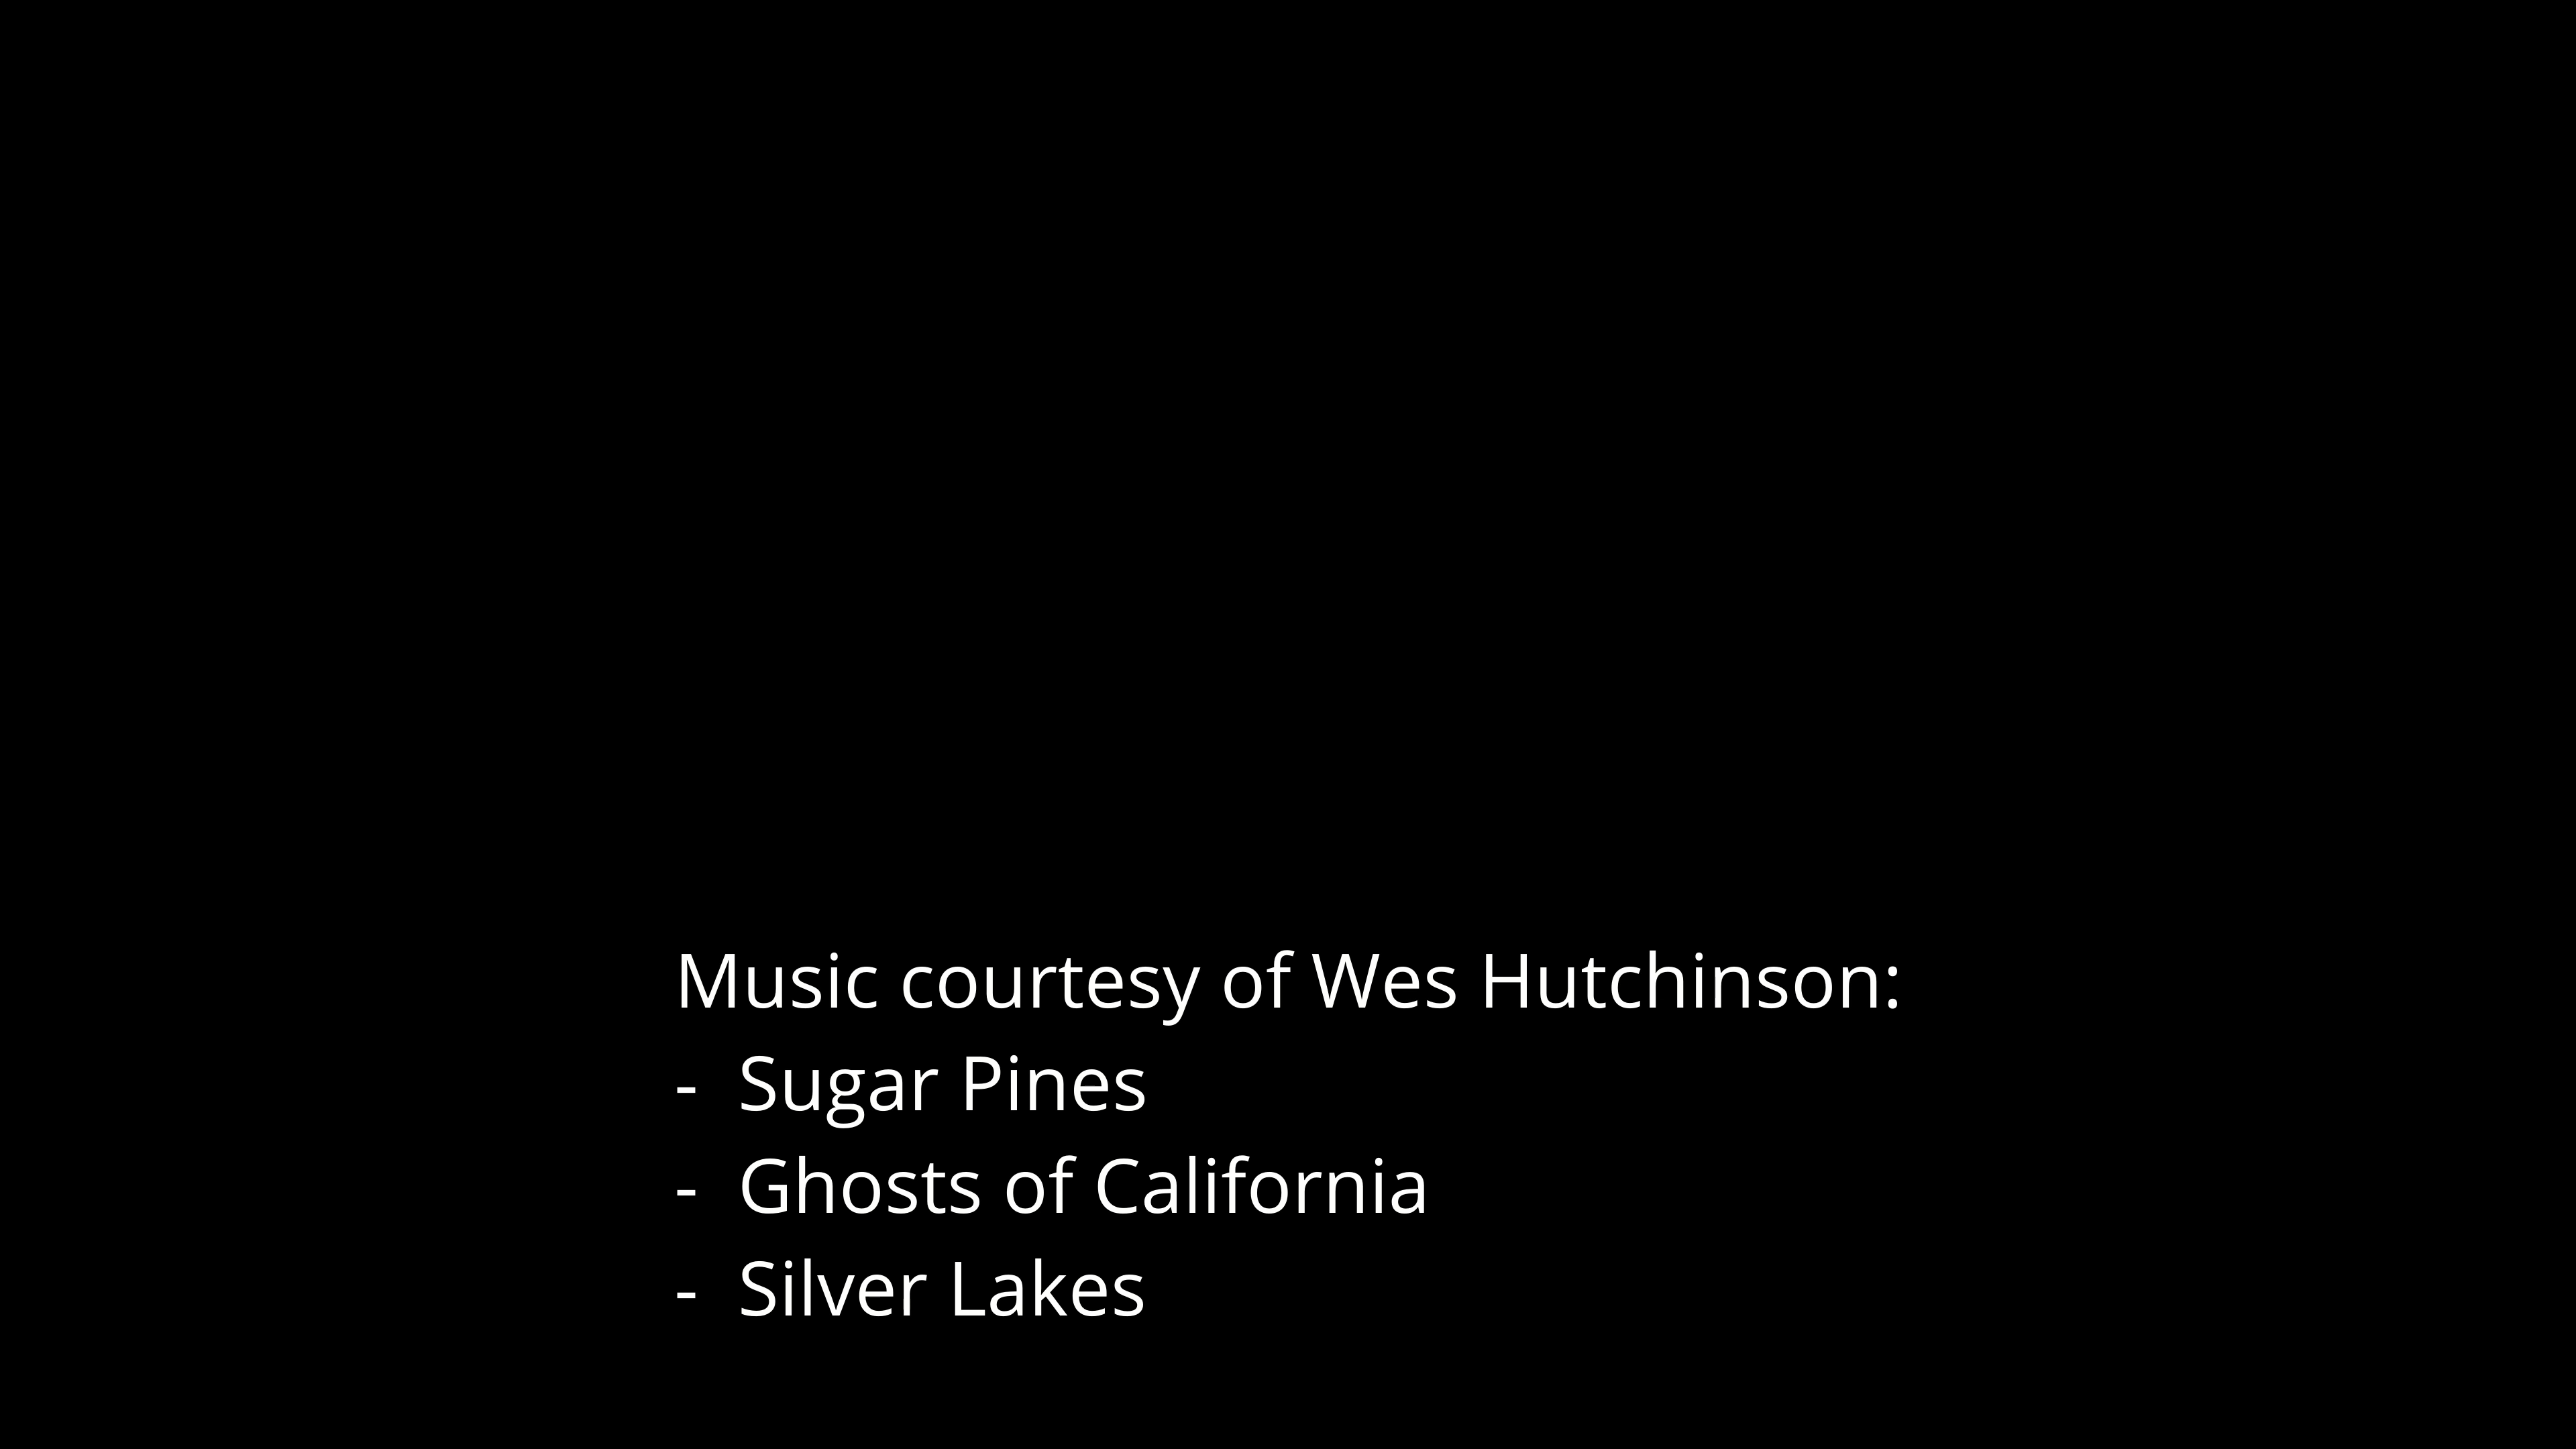 Music courtesy of Wes Hutchinson:
- Sugar Pines
- Ghosts of California
- Silver Lakes